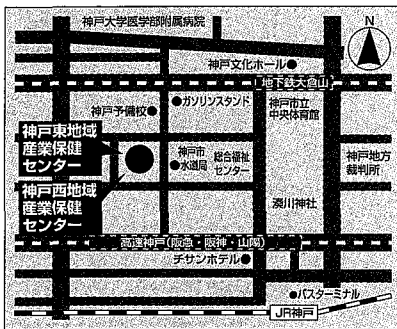 神戸大学医学部附属病院
N
神戸文化ホール
地下鉄大倉山
ガソリンスタンド
神戸予備校
神戸市立
中央体育館
神戸東地域
産業保健
センター
神戸市
水道局
総合福祉
センター
神戸地方
裁判所
神戸西地域
産業保健
センター
湊川神社
高速神戸(阪急・阪神・山陽)
チサンホテル
バスターミナル
JR神戸